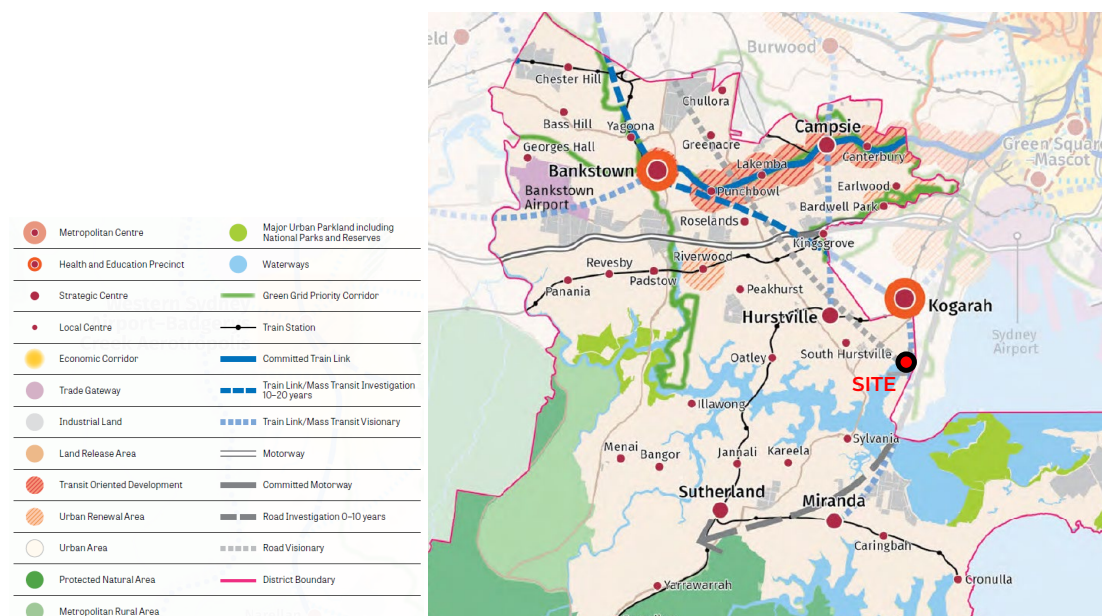 Metropolitan Centre
Health and Education Precinct
Strategic Centre
Local Centre
Economic Corridor
Trade Gateway
Industrial Land
Land Release Area
Transit Oriented Development
Urban Renewal Area
Urban Area
Protected Natural Area
Metropolitan Rural Area
Major Urban Parkland including
National Parks and Reserves
Waterways
Green Grid Priority Corridor
Train Station
Committed Train Link
Train Link/Mass Transit Investigation
10–20 years
Train Link/Mass Transit Visionary
Motorway
Committed Motorway
Road Investigation 0–10 years
Road Visionary
District Boundary
eld
Burwood
Chester Hill
Chullora
Bass Hill
Yagoona
Campsie
Georges Hall
Greenacre
Green Square
–Mascot
Lakemba
Canterbury
Bankstown
Punchbowl
Earlwood
Bankstown
Airport
Bardwell Park
Roselands
Kingsgrove
Riverwood
Revesby
Padstow
Panania
Peakhurst
Kogarah
Hurstville
Sydney
Airport
Oatley
South Hurstville
SITE
Illawong
Sylvania
Menai
Bangor
Jannali
Kareela
Sutherland
Miranda
Caringbah
Cronulla
Yarrawarrah